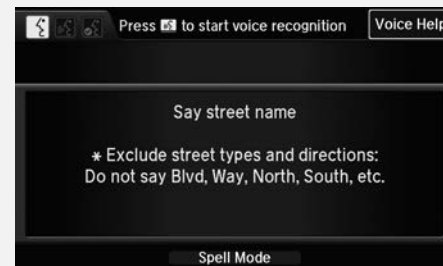 Press to start voice recognition
Voice Help
Say street name
* Exclude street types and directions:
Do not say Blvd, Way, North, South, etc.
Spell Mode